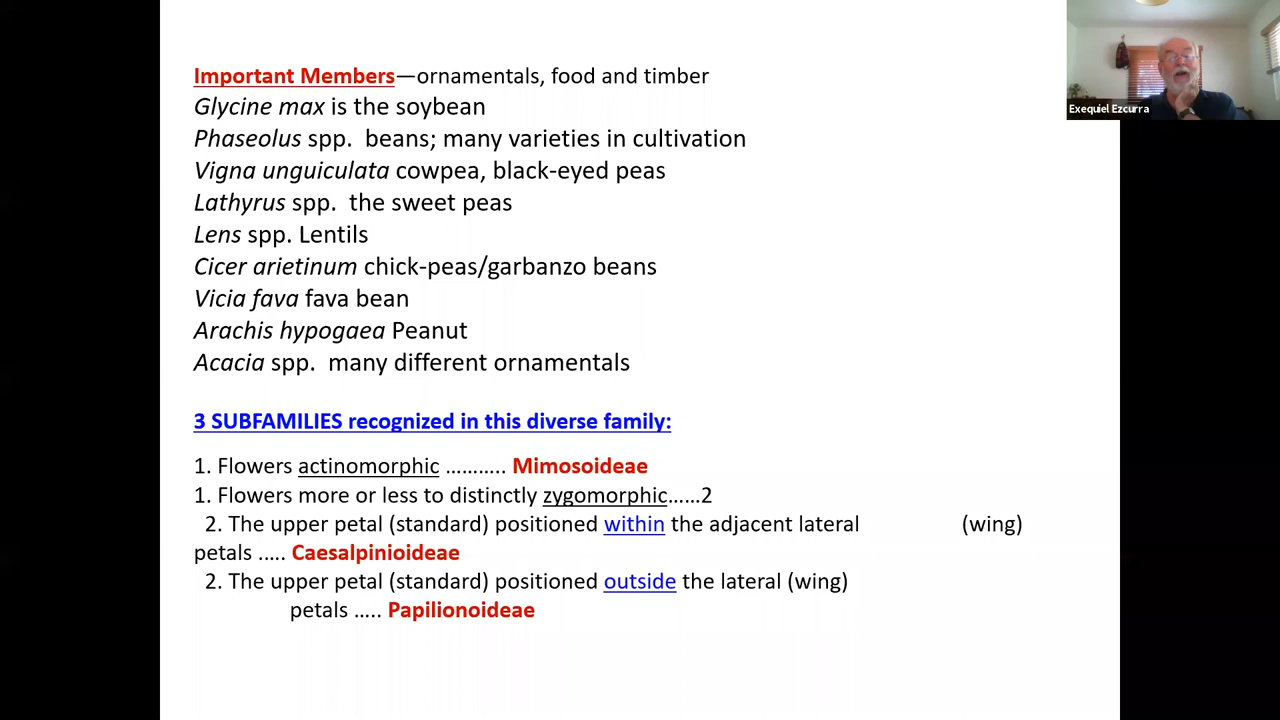 Important Members—ornamentals, food and timber
Glycine max is the soybean
Phaseolus spp.  beans; many varieties in cultivation
Vigna unguiculata cowpea, black-eyed peas
Lathyrus spp.  the sweet peas
Lens spp. Lentils
Cicer arietinum chick-peas/garbanzo beans
Vicia fava fava bean
Arachis hypogaea Peanut
Acacia spp.  many different ornamentals
3 SUBFAMILIES recognized in this diverse family:
1. Flowers actinomorphic ……….. Mimosoideae
1. Flowers more or less to distinctly zygomorphic……2
2. The upper petal (standard) positioned within the adjacent lateral (wing)
petals ….. Caesalpinioideae
2. The upper petal (standard) positioned outside the lateral (wing)
petals ….. Papilionoideae
Exequiel Ezcurra